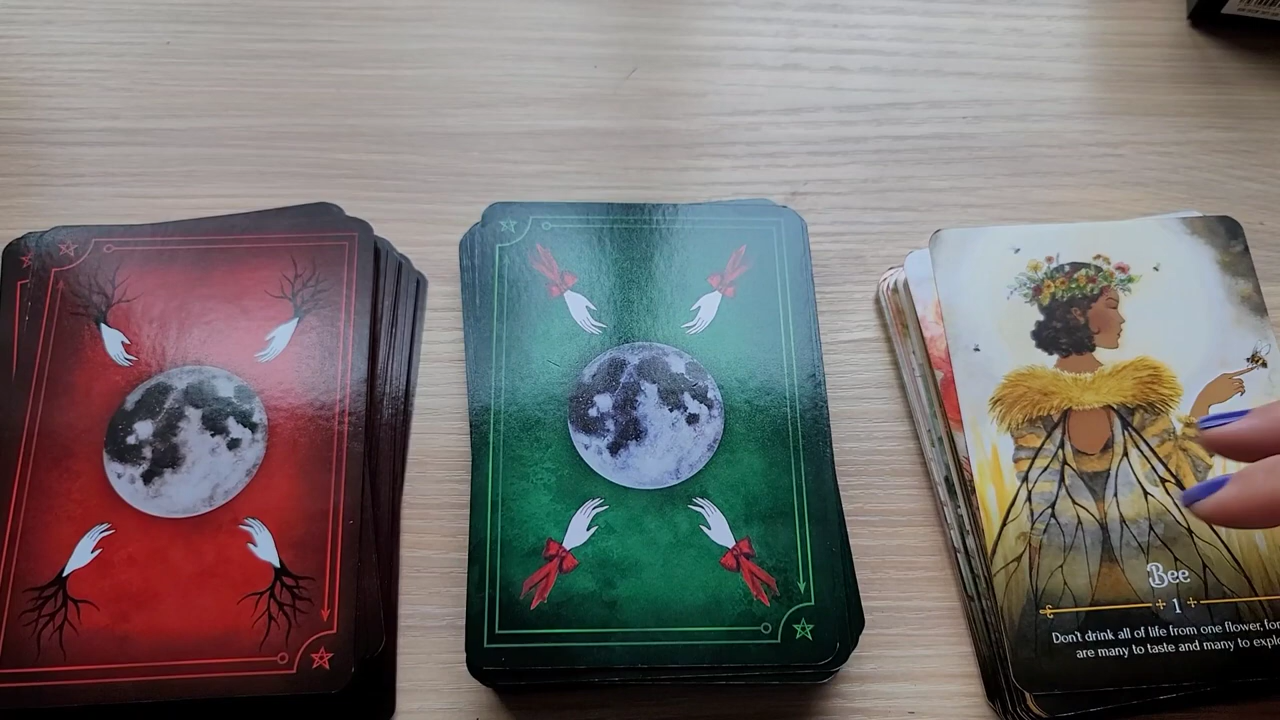 Bee
1
Don't drink all of life from one flower, for
are many to taste and many to explo